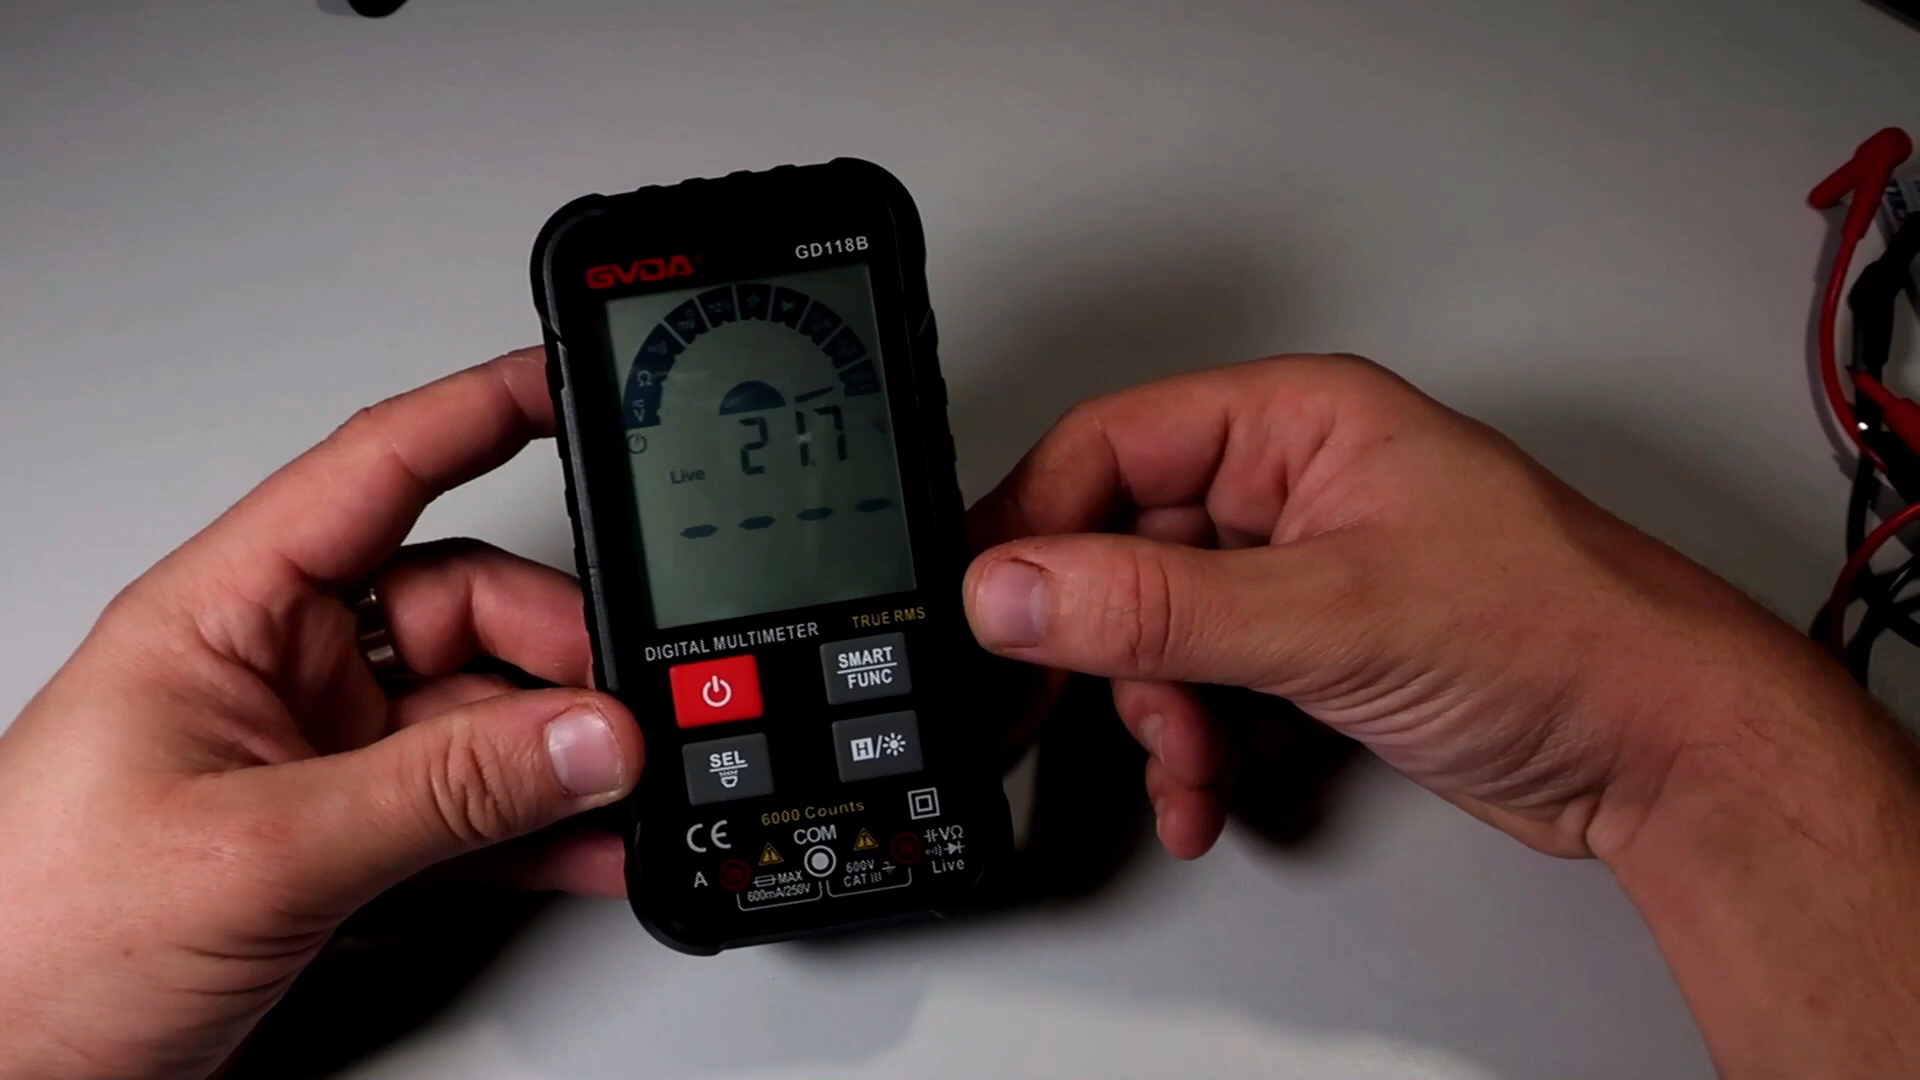 GVDA
GD118B
21.7
Live
- - - -
DIGITAL MULTIMETER
TRUE RMS
SMART
FUNC
SEL
H/
6000 Counts
CE
COM
VΩ
A
MAX
600mA/250V
600V
CAT III
Live